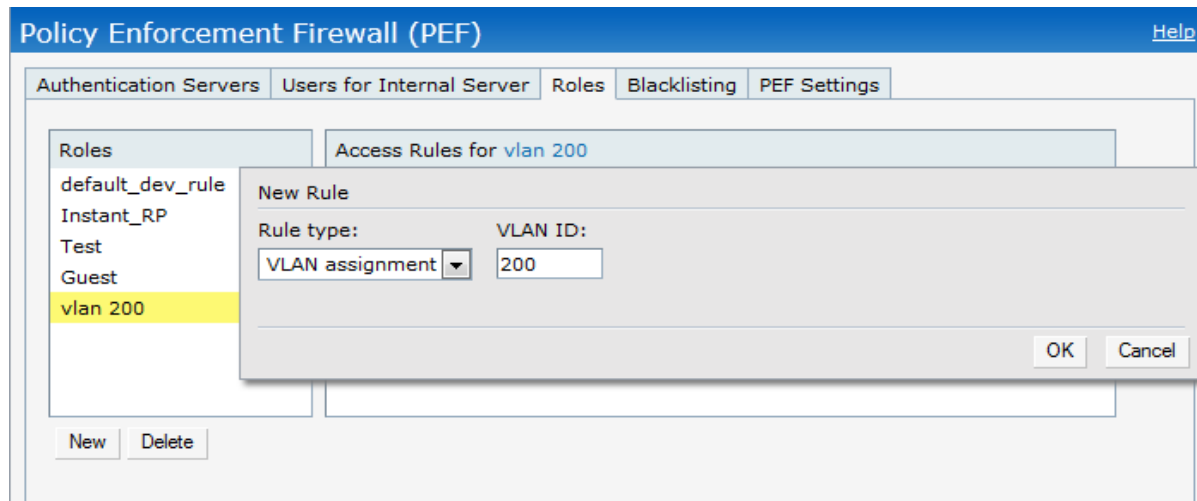 Policy Enforcement Firewall (PEF) Help
Authentication Servers Users for Internal Server Roles Blacklisting PEF Settings
Roles Access Rules for vlan 200
default_dev_rule
Instant_RP
Test
Guest
vlan 200
New Rule
Rule type: VLAN ID:
VLAN assignment 200
OK Cancel
New Delete